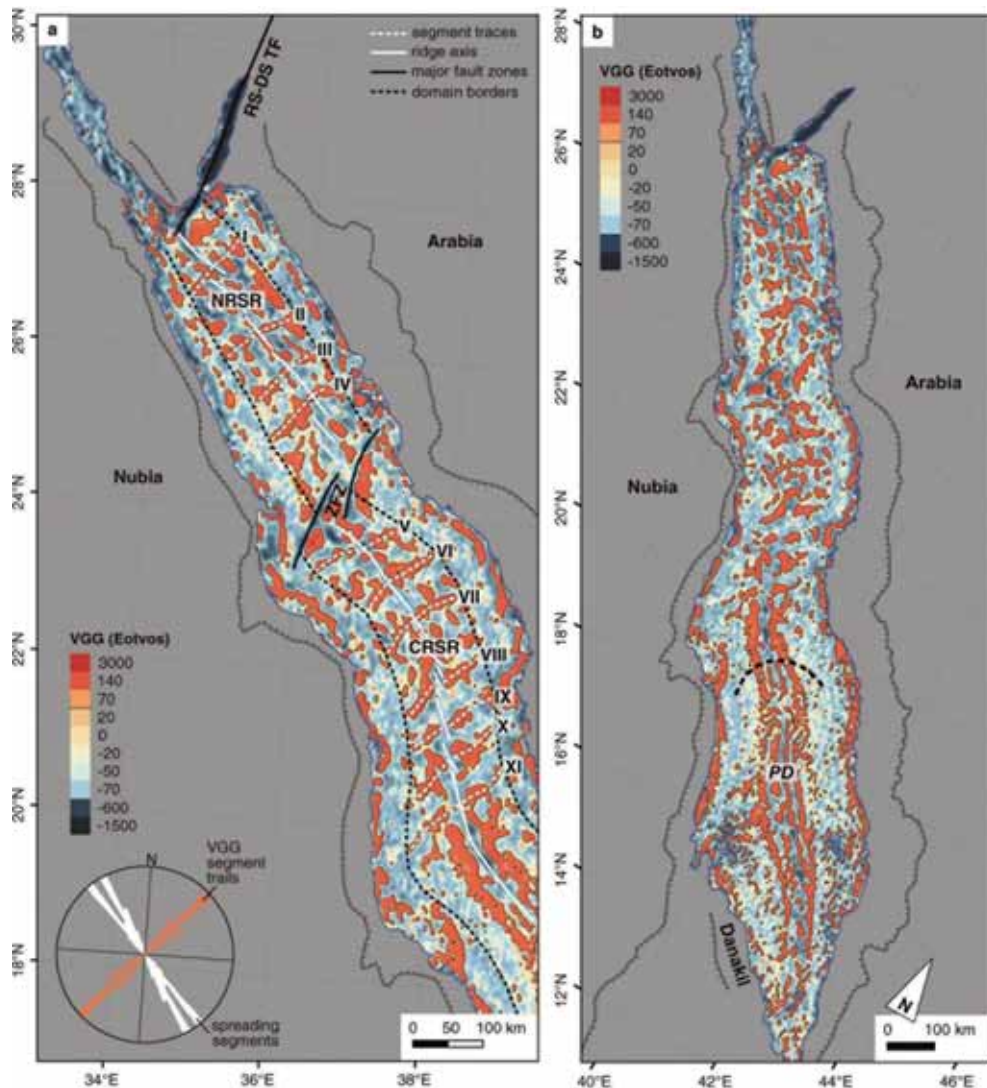 a
segment traces
ridge axis
major fault zones
domain borders
30°N
28°N
26°N
24°N
22°N
20°N
18°N
34°E
36°E
38°E
RS-DS TF
Arabia
Nubia
NRSR
I
II
III
IV
ZFZ
V
VI
VII
CRSR
VIII
IX
X
XI
VGG (Eotvos)
3000
140
70
20
0
-20
-50
-70
-600
-1500
N
VGG
segment
trails
spreading
segments
0 50 100 km
b
VGG (Eotvos)
3000
140
70
20
0
-20
-50
-70
-600
-1500
28°N
26°N
24°N
22°N
20°N
18°N
16°N
14°N
12°N
40°E
42°E
44°E
46°E
Arabia
Nubia
PD
Danakil
N
0 100 km